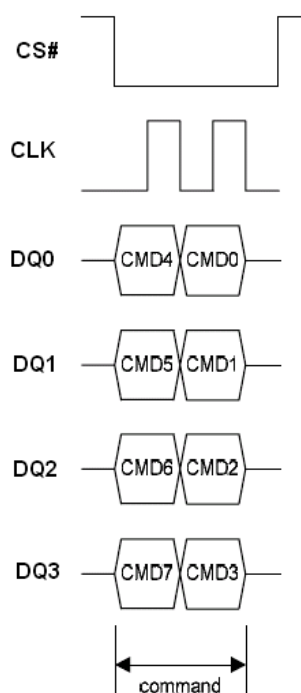 CS#
CLK
DQ0 CMD4 CMD0
DQ1 CMD5 CMD1
DQ2 CMD6 CMD2
DQ3 CMD7 CMD3
command